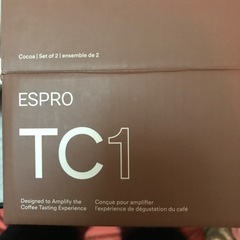 Cocoa | Set of 2 | ensemble de 2
ESPRO
TC1
Designed to Amplify the
Coffee Tasting Experience
Conçue pour amplifier
l'expérience de dégustation du café